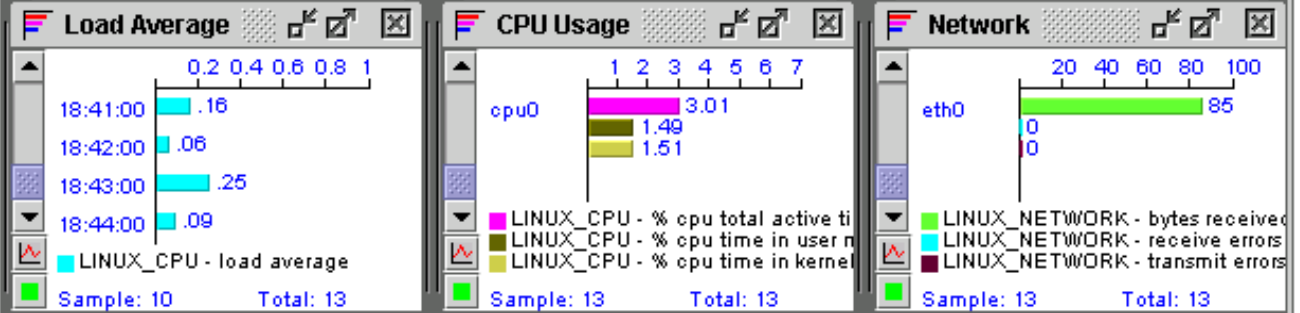 Load Average
0.2 0.4 0.6 0.8 1
18:41:00 .16
18:42:00 .06
18:43:00 .25
18:44:00 .09
LINUX_CPU - load average
Sample: 10 Total: 13
CPU Usage
1 2 3 4 5 6 7
cpu0 3.01
1.49
1.51
LINUX_CPU - % cpu total active ti
LINUX_CPU - % cpu time in user m
LINUX_CPU - % cpu time in kernel
Sample: 13 Total: 13
Network
20 40 60 80 100
eth0 85
0
0
LINUX_NETWORK - bytes received
LINUX_NETWORK - receive errors
LINUX_NETWORK - transmit errors
Sample: 13 Total: 13